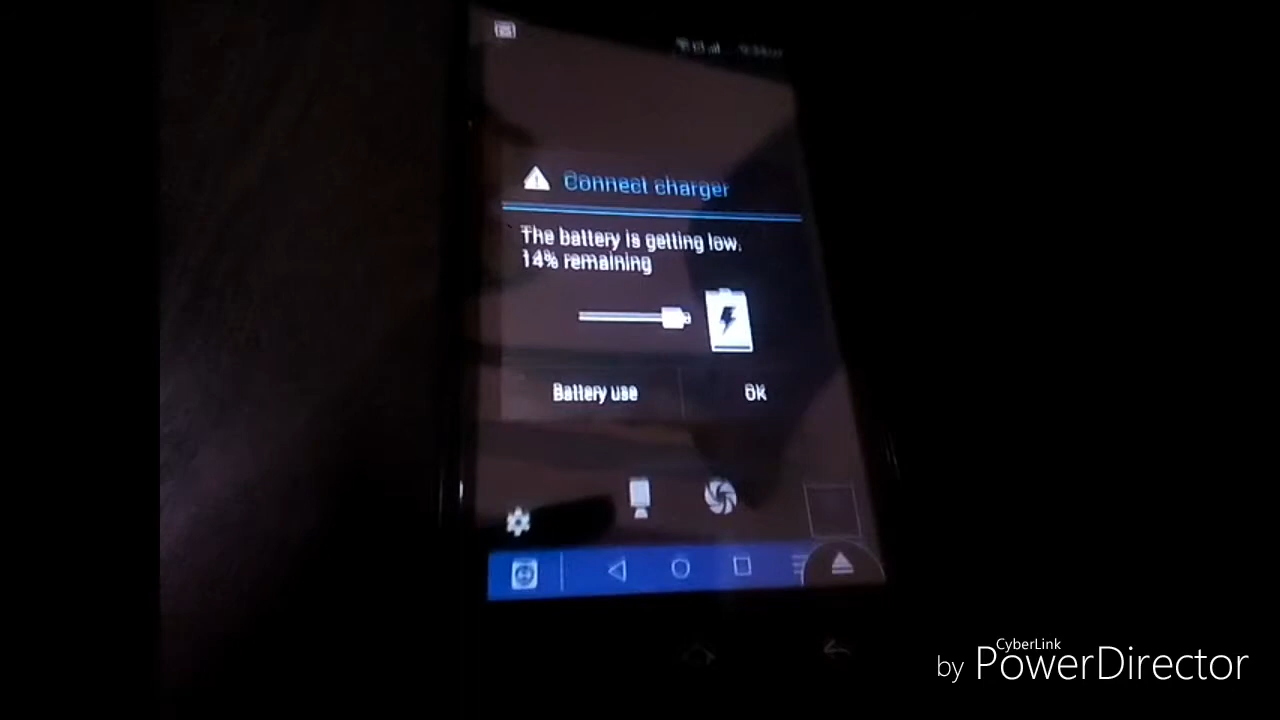 Connect charger
The battery is getting low.
14% remaining
Battery use
OK
CyberLink
by PowerDirector